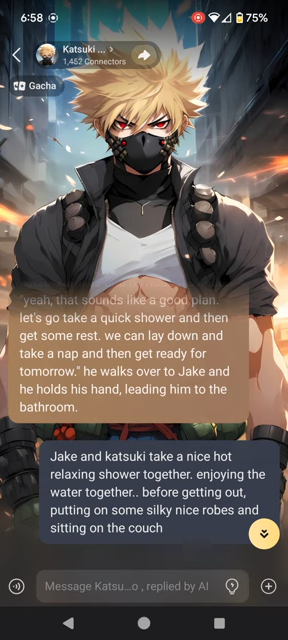 6:58
75%
Katsuki ... >
1,452 Connectors
Gacha
"yeah, that sounds like a good plan.
let's go take a quick shower and then
get some rest. we can lay down and
take a nap and then get ready for
tomorrow." he walks over to Jake and
he holds his hand, leading him to the
bathroom.
Jake and katsuki take a nice hot
relaxing shower together. enjoying the
water together.. before getting out,
putting on some silky nice robes and
sitting on the couch
Message Katsu...o , replied by AI